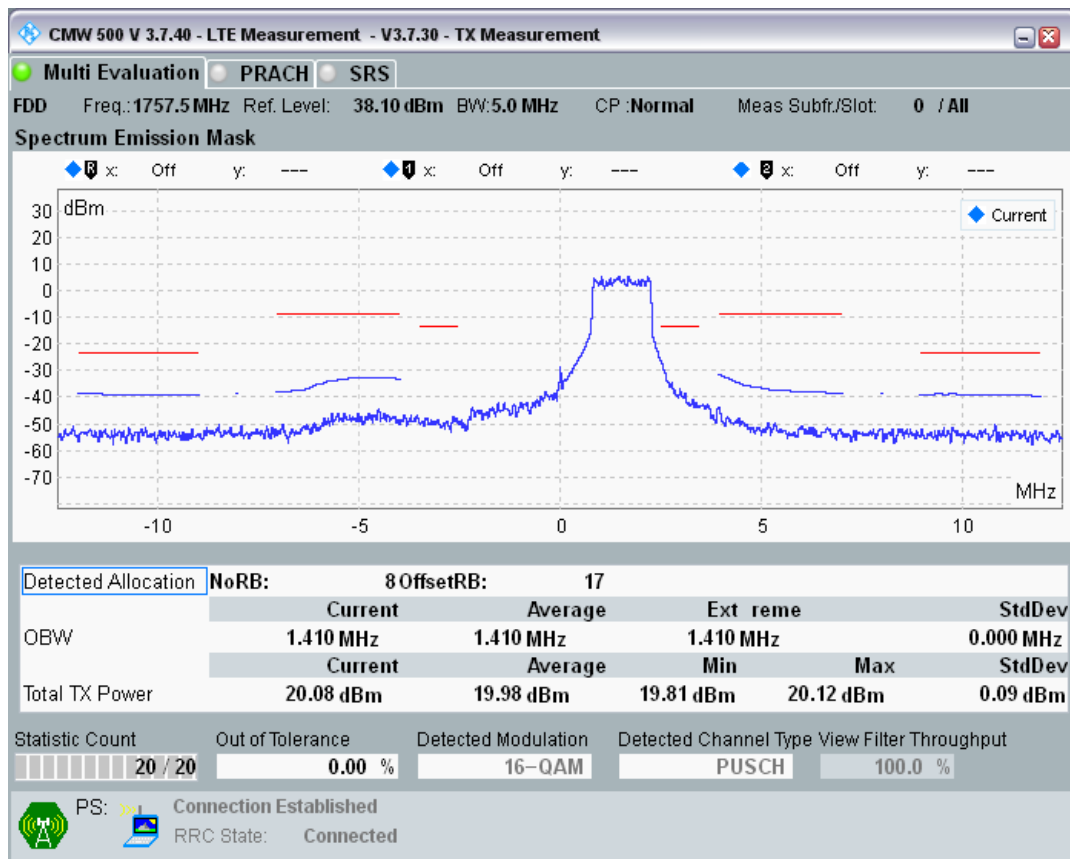 CMW 500 V 3.7.40 - LTE Measurement - V3.7.30 - TX Measurement
Multi Evaluation PRACH SRS
FDD Freq.:1757.5 MHz Ref. Level: 38.10 dBm BW:5.0 MHz CP :Normal Meas Subfr./Slot: 0 / All
Spectrum Emission Mask
R x: Off y: --- 1 x: Off y: --- 2 x: Off y: ---
dBm
Current
30
20
10
0
-10
-20
-30
-40
-50
-60
-70
MHz
-10 -5 0 5 10
Detected Allocation NoRB: 8 OffsetRB: 17
Current Average Ext reme StdDev
OBW 1.410 MHz 1.410 MHz 1.410 MHz 0.000 MHz
Current Average Min Max StdDev
Total TX Power 20.08 dBm 19.98 dBm 19.81 dBm 20.12 dBm 0.09 dBm
Statistic Count Out of Tolerance Detected Modulation Detected Channel Type View Filter Throughput
20 / 20 0.00 % 16-QAM PUSCH 100.0 %
PS: Connection Established
RRC State: Connected